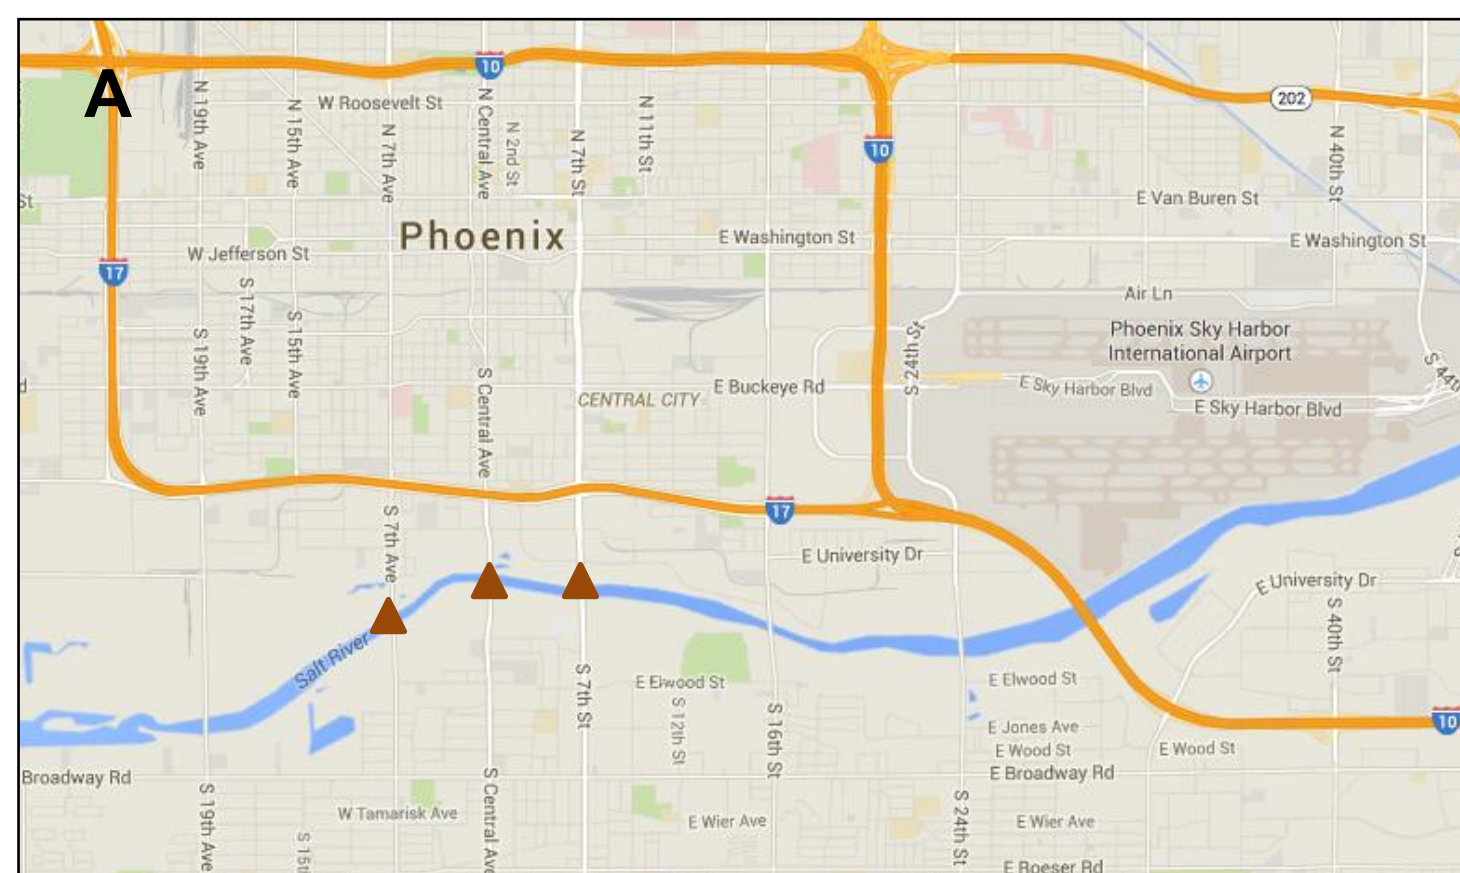 A
10
W Roosevelt St
202
N 19th Ave
N 15th Ave
N 7th Ave
N Central Ave
N 2nd St
N 7th St
N 11th St
10
N 40th St
St
E Van Buren St
Phoenix
E Washington St
E Washington St
W Jefferson St
17
S 17th Ave
Air Ln
S 19th Ave
S 15th Ave
S Central Ave
S 24th St
Phoenix Sky Harbor
International Airport
S 44th
d
E Buckeye Rd
E Sky Harbor Blvd
CENTRAL CITY
E Sky Harbor Blvd
17
S 7th Ave
E University Dr
E University Dr
S 40th St
Salt River
S 7th St
E Elwood St
E Elwood St
S 12th St
S 16th St
10
E Jones Ave
E Wood St
E Wood St
Broadway Rd
E Broadway Rd
S 19th Ave
S Central Ave
S 24th St
W Tamarisk Ave
E Wier Ave
E Wier Ave
S 15t
E Roeser Rd